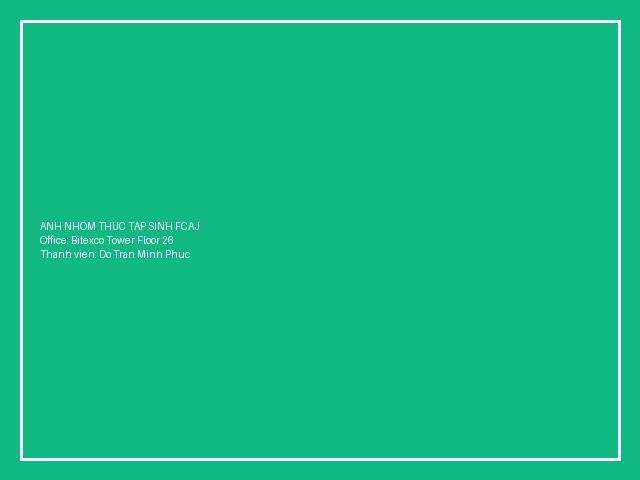 ANH NHOM THUC TAP SINH FCAJ
Office: Bitexco Tower Floor 26
Thanh vien: Do Tran Minh Phuc